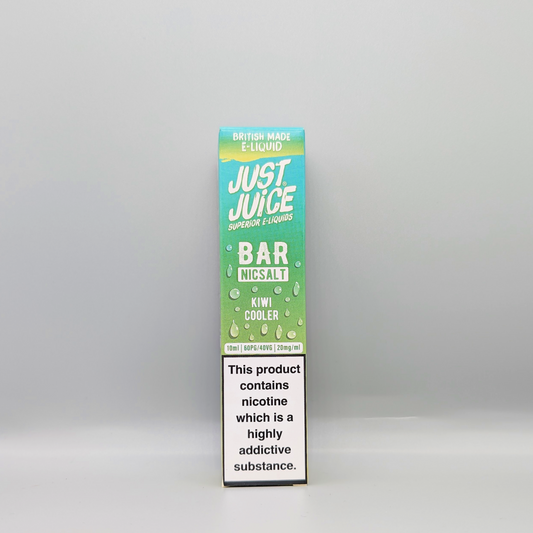 BRITISH MADE
E-LIQUID
JUST
JUICE
SUPERIOR E-LIQUIDS
BAR
NICSALT
KIWI
COOLER
10ml | 60PG/40VG | 20mg/ml
This product
contains
nicotine
which is a
highly
addictive
substance.